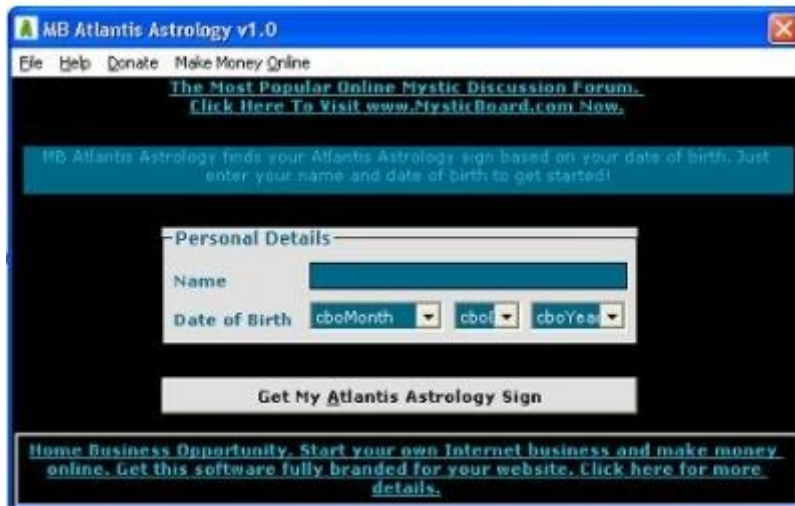 MB Atlantis Astrology v1.0
File Help Donate Make Money Online
The Most Popular Online Mystic Discussion Forum.
Click Here To Visit www.MysticBoard.com Now.
MB Atlantis Astrology finds your Atlantis Astrology sign based on your date of birth. Just
enter your name and date of birth to get started!
Personal Details
Name
Date of Birth cboMonth cboD cboYear
Get My Atlantis Astrology Sign
Home Business Opportunity. Start your own Internet business and make money
online. Get this software fully branded for your website. Click here for more
details.